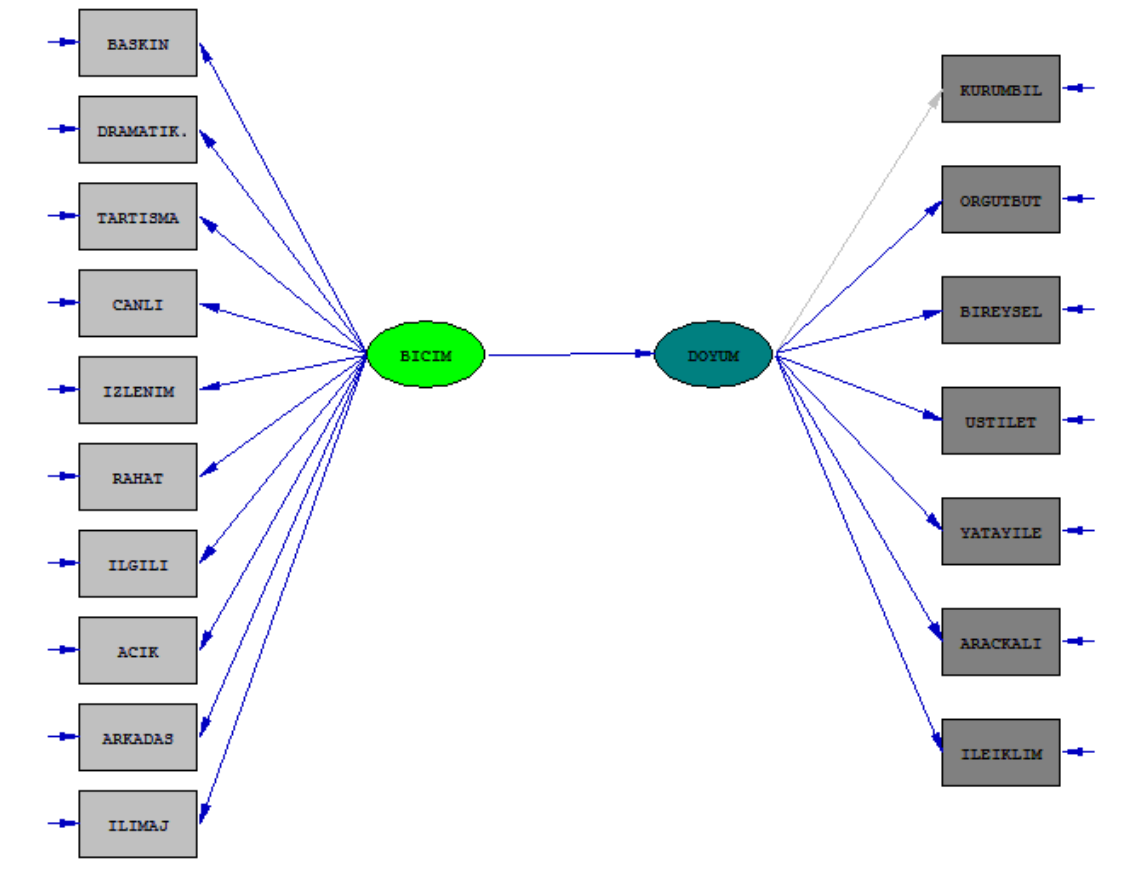 BASKIN
DRAMATIK.
TARTISMA
CANLI
IZLENIM
RAHAT
ILGILI
ACIK
ARKADAS
ILIMAJ
BICIM
DOYUM
KURUMBIL
ORGUTBUT
BIREYSEL
USTILET
YATAYILE
ARACKALI
ILEIKLIM